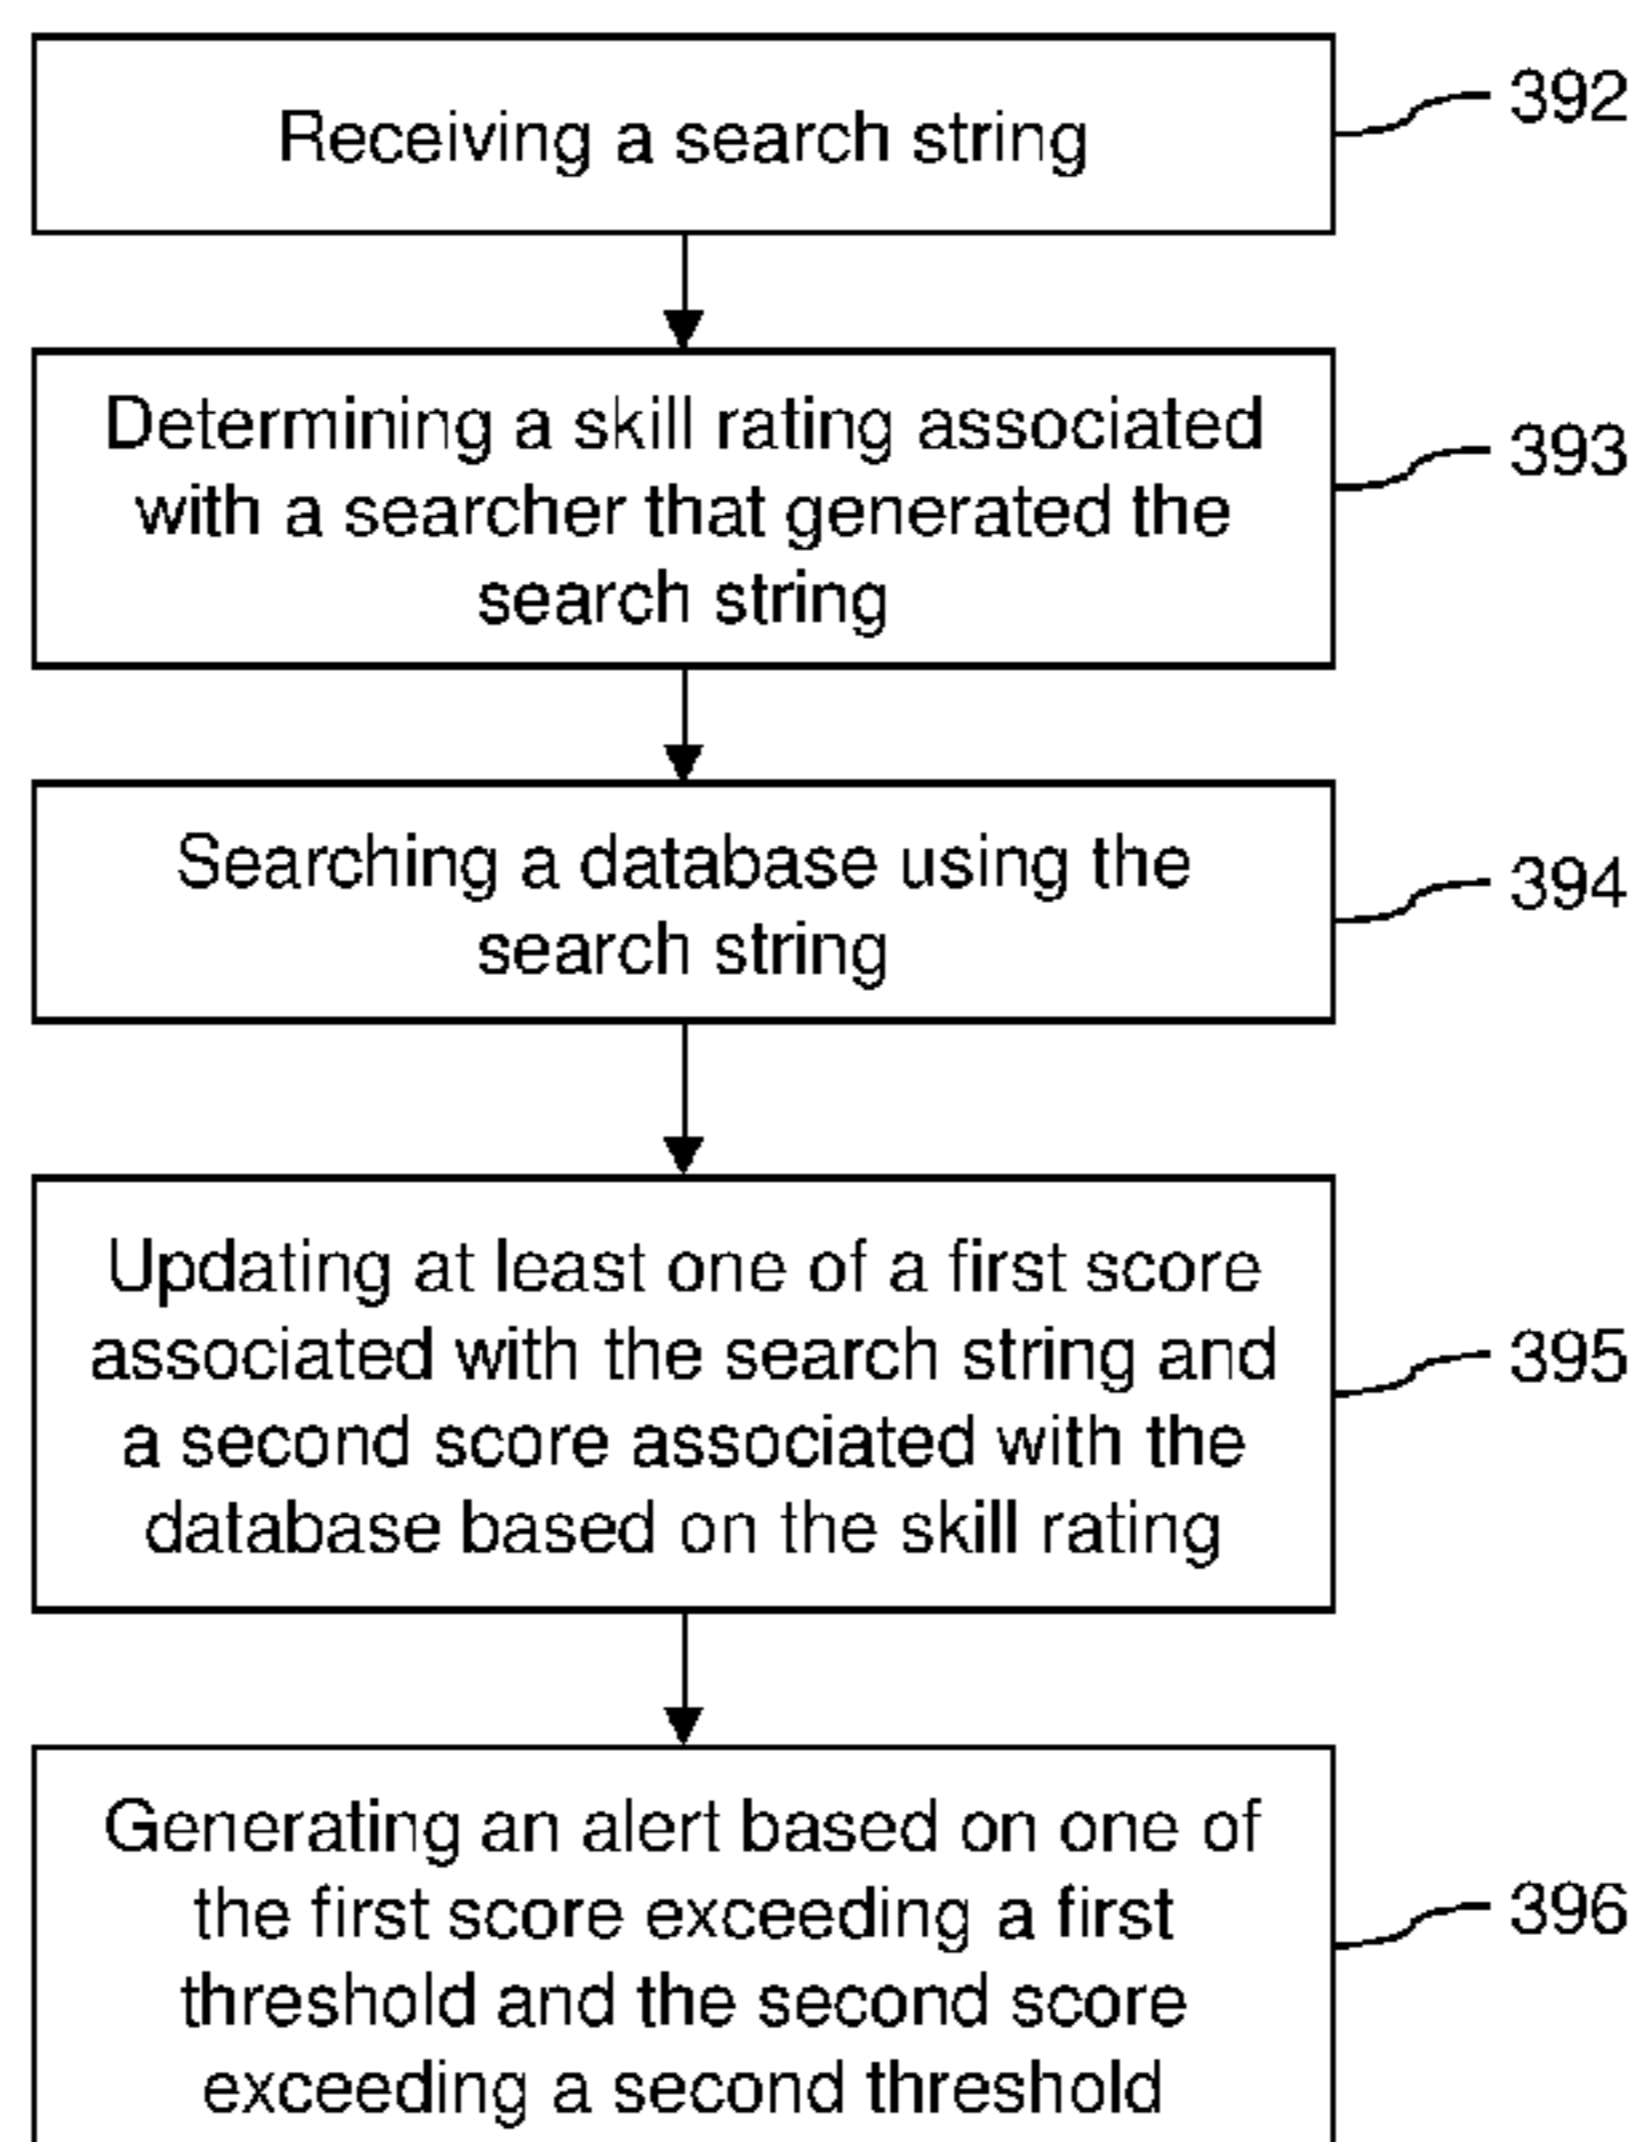 Receiving a search string
392
Determining a skill rating associated
with a searcher that generated the
search string
393
Searching a database using the
search string
394
Updating at least one of a first score
associated with the search string and
a second score associated with the
database based on the skill rating
395
Generating an alert based on one of
the first score exceeding a first
threshold and the second score
exceeding a second threshold
396